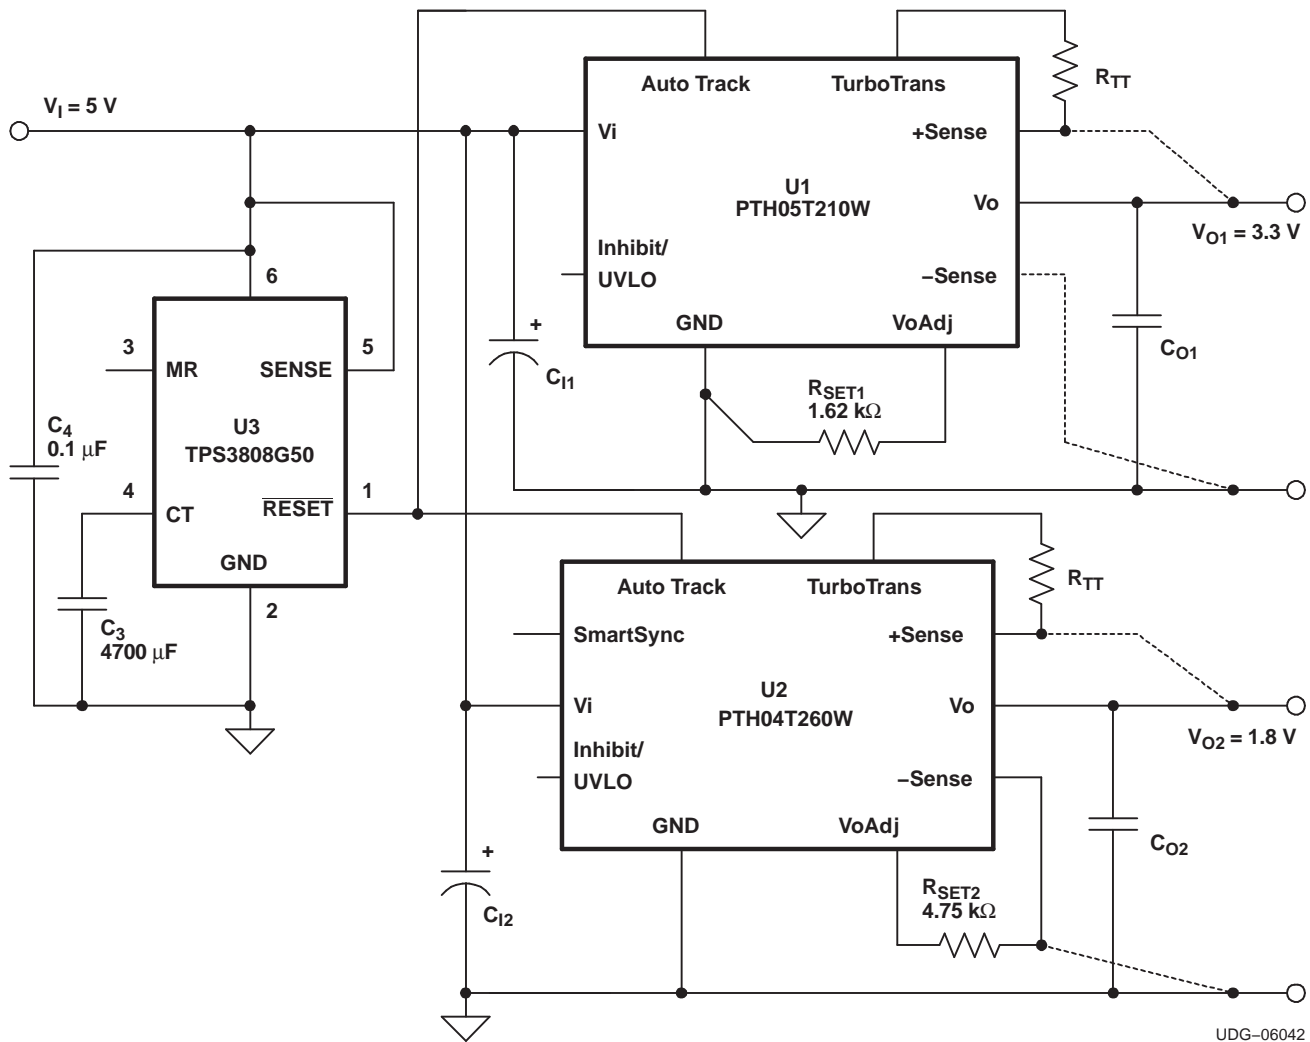 V_I = 5 V
Auto Track
TurboTrans
R_TT
Vi
+Sense
U1
PTH05T210W
Vo
V_O1 = 3.3 V
Inhibit/
UVLO
–Sense
GND
VoAdj
+
C_I1
R_SET1
1.62 kΩ
C_O1
6
3
5
MR
SENSE
U3
TPS3808G50
C_4
0.1 μF
4
1
CT
RESET
GND
2
C_3
4700 μF
Auto Track
TurboTrans
R_TT
SmartSync
+Sense
U2
PTH04T260W
Vi
Vo
V_O2 = 1.8 V
Inhibit/
UVLO
–Sense
GND
VoAdj
+
C_I2
R_SET2
4.75 kΩ
C_O2
UDG–06042